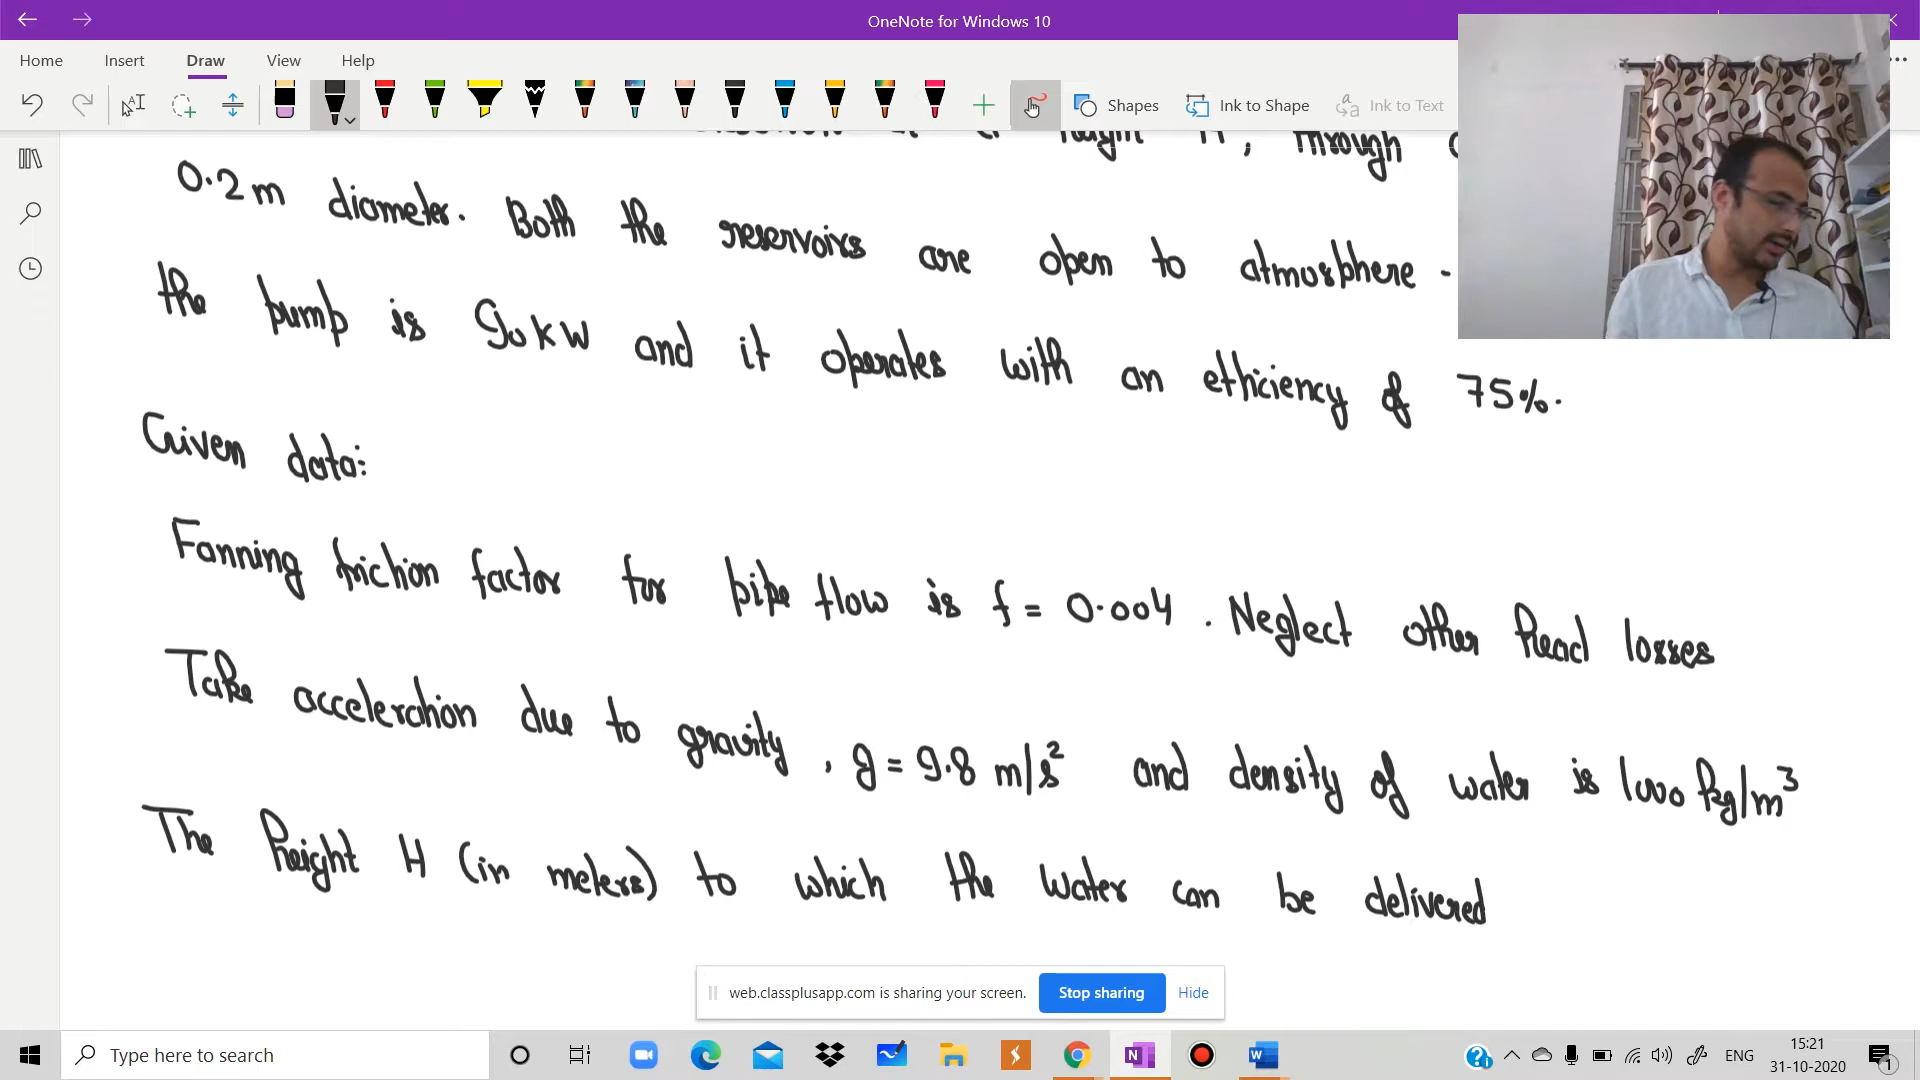 OneNote for Windows 10
Home Insert Draw View Help
Shapes Ink to Shape Ink to Text
height H, through
0.2m diameter. Both the reservoirs are open to atmosphere.
the pump is 90kW and it operates with an efficiency of 75%.
Given data:
Fanning friction factor for pipe flow is f = 0.004. Neglect other head losses
Take acceleration due to gravity, g = 9.8 m/s² and density of water is 1000 kg/m³
The height H (in meters) to which the water can be delivered
web.classplusapp.com is sharing your screen. Stop sharing Hide
Type here to search
ENG
15:21
31-10-2020
1